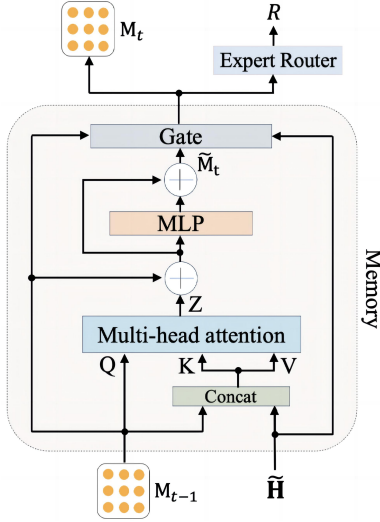 M_t
R
Expert Router
Gate
M̃_t
MLP
Z
Multi-head attention
Memory
Q
K
V
Concat
M_{t-1}
H̃